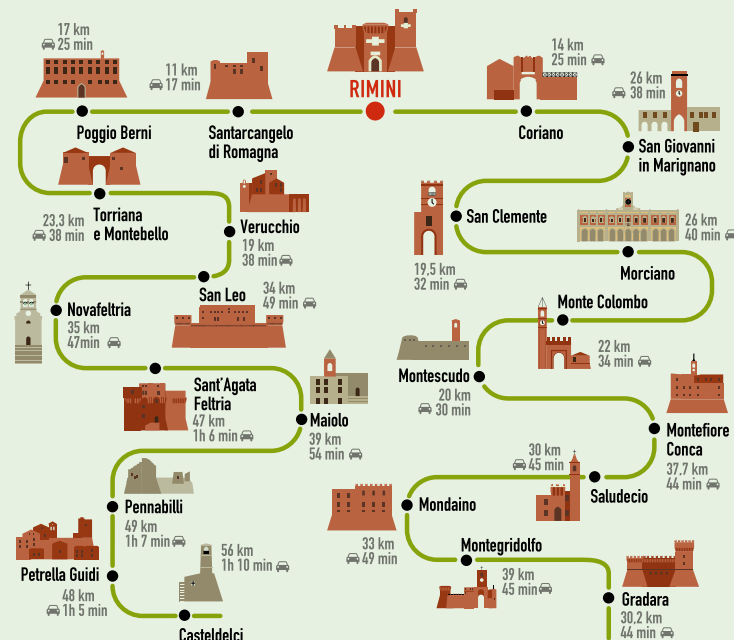 RIMINI
17 km
25 min
11 km
17 min
Poggio Berni
Santarcangelo
di Romagna
23,3 km
38 min
Torriana
e Montebello
Verucchio
19 km
38 min
San Leo
34 km
49 min
Novafeltria
35 km
47min
Sant'Agata
Feltria
47 km
1h 6 min
Maiolo
39 km
54 min
Pennabilli
49 km
1h 7 min
Petrella Guidi
48 km
1h 5 min
56 km
1h 10 min
Casteldelci
14 km
25 min
Coriano
26 km
38 min
San Giovanni
in Marignano
San Clemente
19,5 km
32 min
26 km
40 min
Morciano
Monte Colombo
22 km
34 min
Montescudo
20 km
30 min
Montefiore
Conca
37,7 km
44 min
30 km
45 min
Saludecio
Mondaino
33 km
49 min
Montegridolfo
39 km
45 min
Gradara
30,2 km
44 min